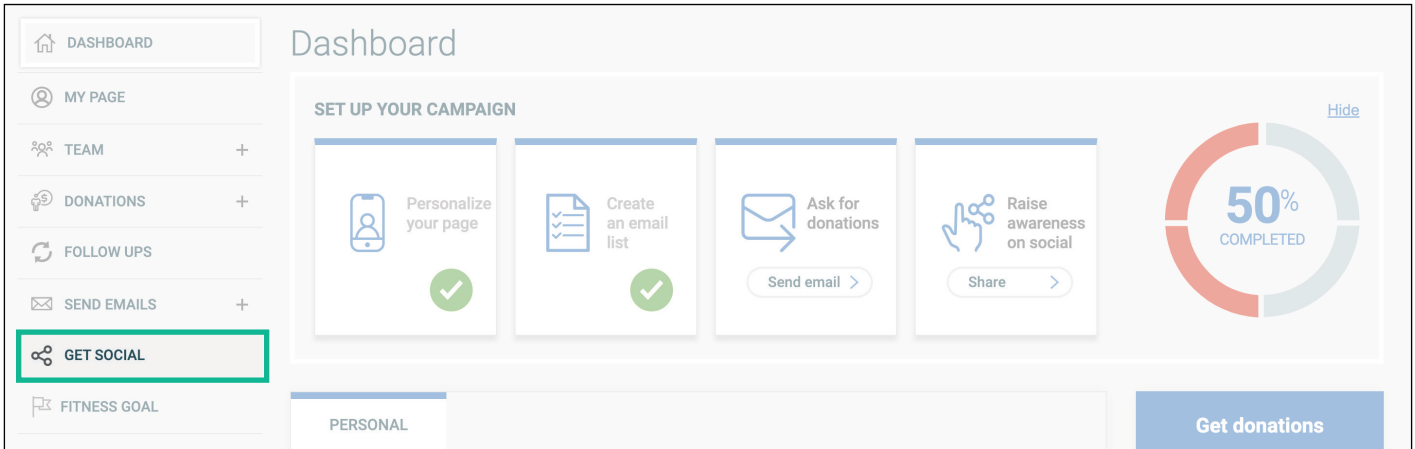 DASHBOARD
MY PAGE
TEAM +
DONATIONS +
FOLLOW UPS
SEND EMAILS +
GET SOCIAL
FITNESS GOAL
Dashboard
SET UP YOUR CAMPAIGN
Hide
Personalize
your page
Create
an email
list
Ask for
donations
Send email >
Raise
awareness
on social
Share >
50%
COMPLETED
PERSONAL
Get donations